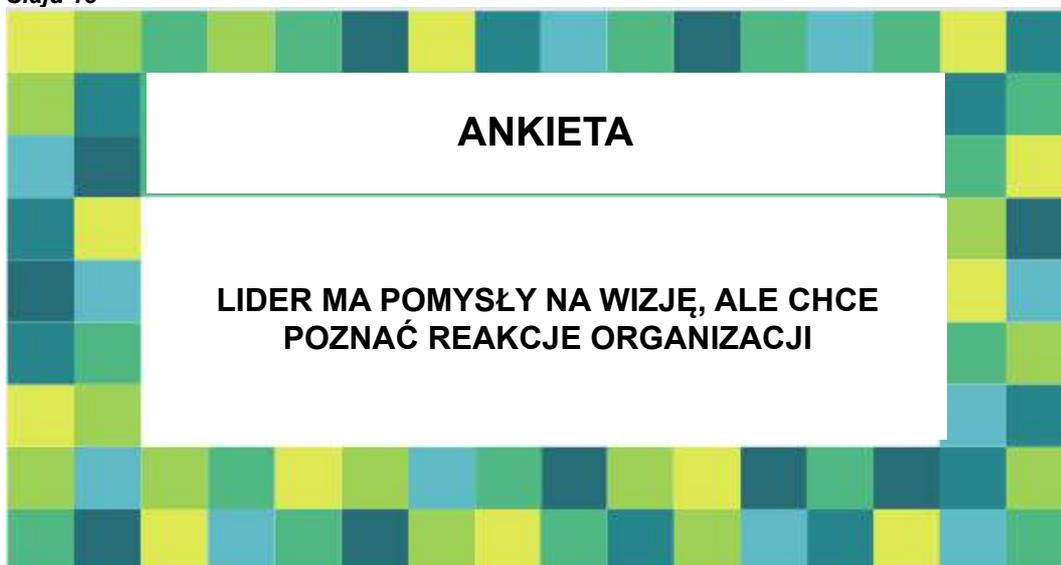 ANKIETA
LIDER MA POMYSŁY NA WIZJĘ, ALE CHCE
POZNAĆ REAKCJE ORGANIZACJI